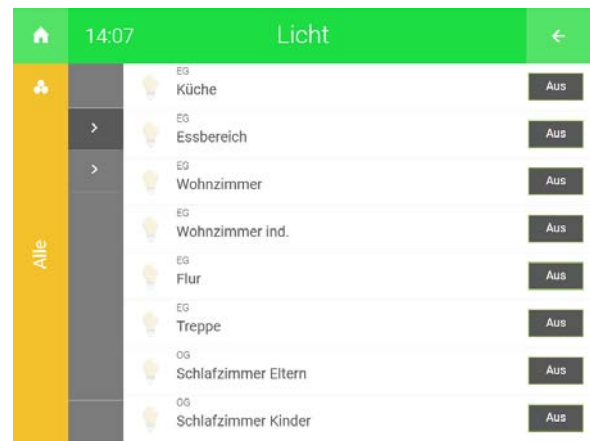 14:07 Licht
Alle
EG
Küche Aus
EG
Essbereich Aus
EG
Wohnzimmer Aus
EG
Wohnzimmer ind. Aus
EG
Flur Aus
EG
Treppe Aus
OG
Schlafzimmer Eltern Aus
OG
Schlafzimmer Kinder Aus